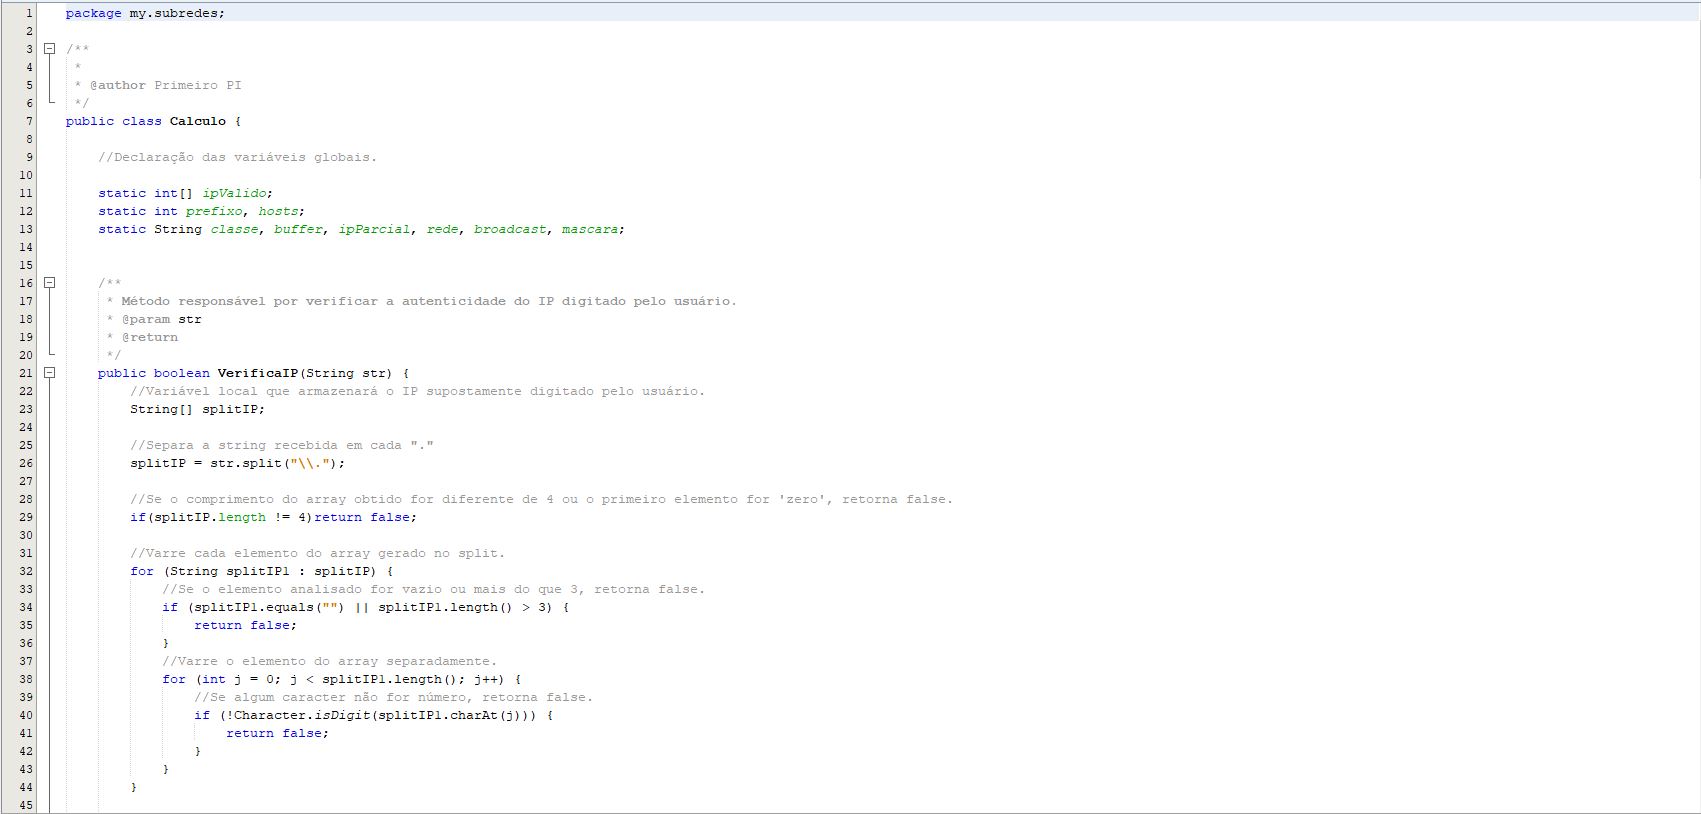 1 package my.subredes;
2
3 /**
4  *
5  * @author Primeiro PI
6  */
7 public class Calculo {
8
9     //Declaração das variáveis globais.
10
11     static int[] ipValido;
12     static int prefixo, hosts;
13     static String classe, buffer, ipParcial, rede, broadcast, mascara;
14
15
16     /**
17      * Método responsável por verificar a autenticidade do IP digitado pelo usuário.
18      * @param str
19      * @return
20      */
21     public boolean VerificaIP(String str) {
22         //Variável local que armazenará o IP supostamente digitado pelo usuário.
23         String[] splitIP;
24
25         //Separa a string recebida em cada "."
26         splitIP = str.split("\\.");
27
28         //Se o comprimento do array obtido for diferente de 4 ou o primeiro elemento for 'zero', retorna false.
29         if(splitIP.length != 4)return false;
30
31         //Varre cada elemento do array gerado no split.
32         for (String splitIP1 : splitIP) {
33             //Se o elemento analisado for vazio ou mais do que 3, retorna false.
34             if (splitIP1.equals("") || splitIP1.length() > 3) {
35                 return false;
36             }
37             //Varre o elemento do array separadamente.
38             for (int j = 0; j < splitIP1.length(); j++) {
39                 //Se algum caracter não for número, retorna false.
40                 if (!Character.isDigit(splitIP1.charAt(j))) {
41                     return false;
42                 }
43             }
44         }
45